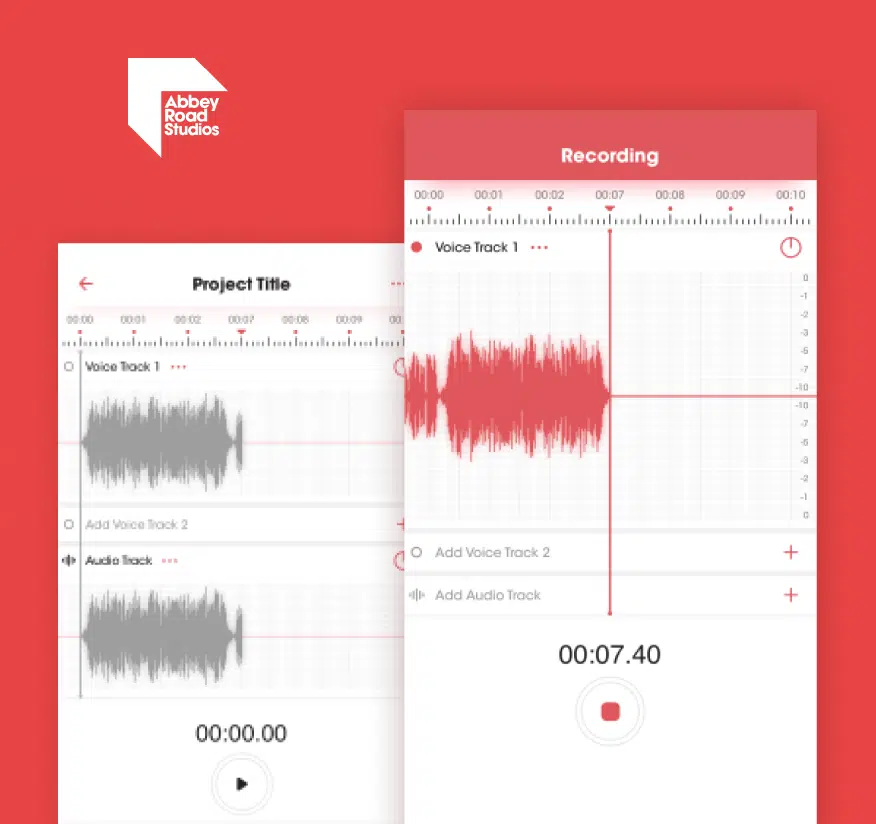 Abbey
Road
Studios
Recording
00:00 00:01 00:02 00:07 00:08 00:09 00:10
Voice Track 1
0
-1
-2
-3
-6
-7
-10
-10
-7
-6
-3
-2
-1
0
Add Voice Track 2
Add Audio Track
00:07.40
Project Title
00:00 00:01 00:02 00:07 00:08 00:09 00:
Voice Track 1
Add Voice Track 2
Audio Track
00:00.00